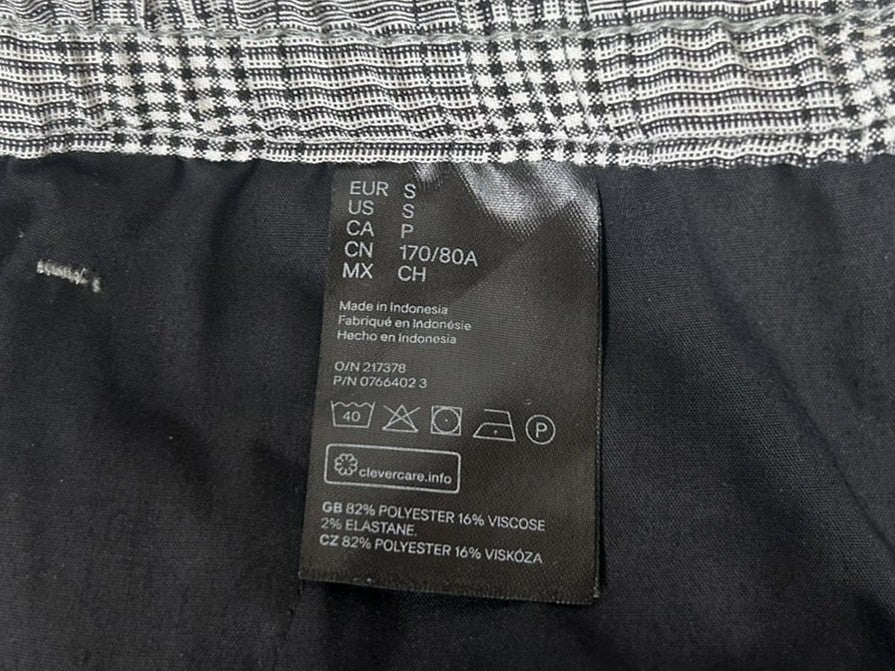 EUR S
US S
CA P
CN 170/80A
MX CH
Made in Indonesia
Fabriqué en Indonésie
Hecho en Indonesia
O/N 217378
P/N 0766402 3
40
P
clevercare.info
GB 82% POLYESTER 16% VISCOSE
2% ELASTANE.
CZ 82% POLYESTER 16% VISKÓZA